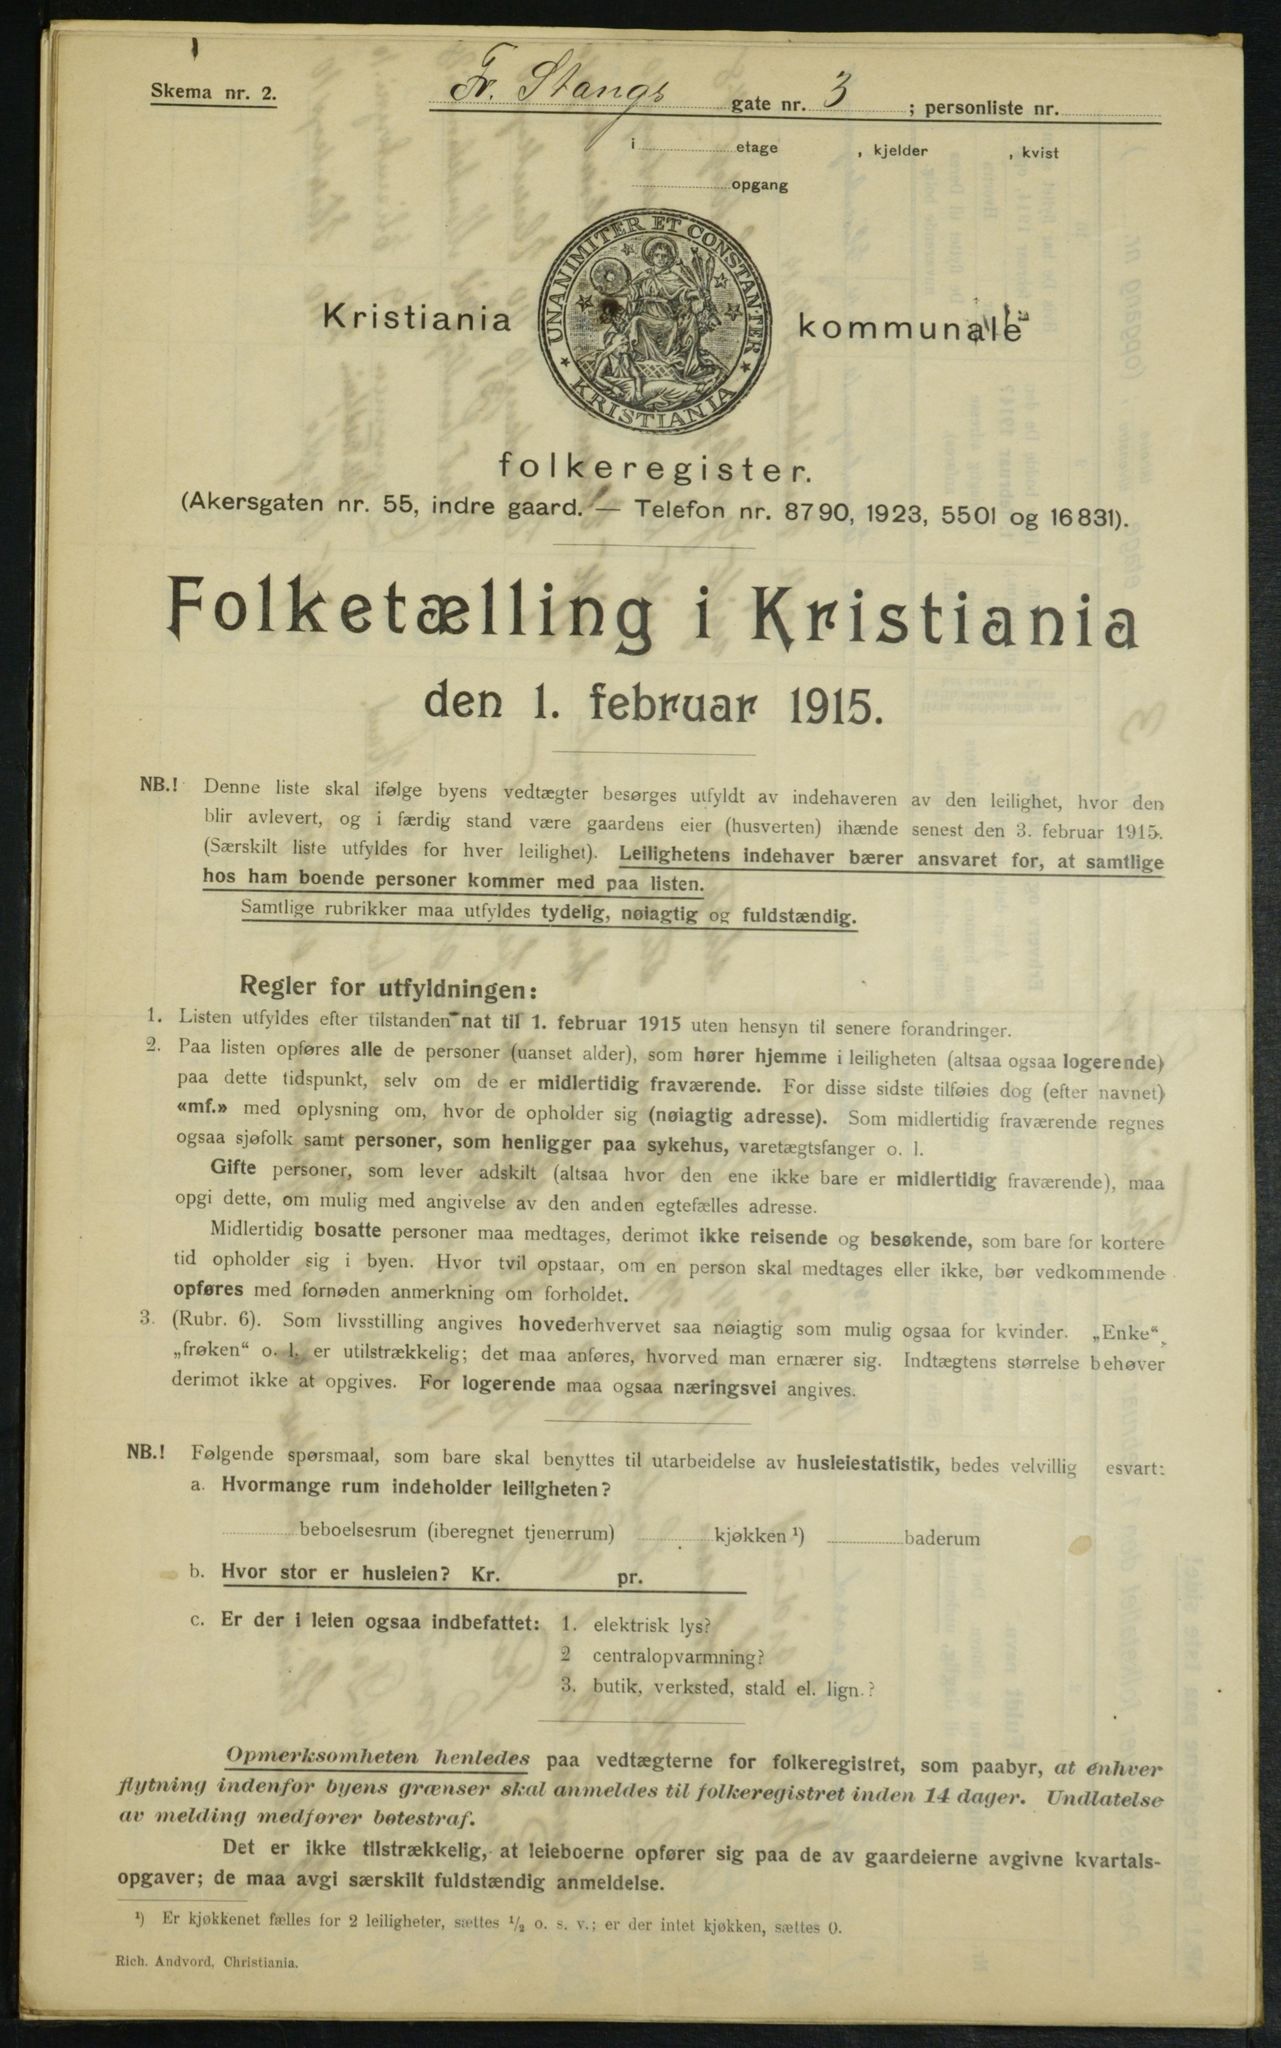 Skema nr. 2.
Fr. Stangs gate nr. 3 ; personliste nr.
i etage , kjelder , kvist
opgang
UNANIMITER ET CONSTANTER
KRISTIANIA
Kristiania kommunale
folkeregister.
(Akersgaten nr. 55, indre gaard. — Telefon nr. 8790, 1923, 5501 og 16831).
Folketælling i Kristiania
den 1. februar 1915.
NB.! Denne liste skal ifølge byens vedtægter besørges utfyldt av indehaveren av den leilighet, hvor den
blir avlevert, og i færdig stand være gaardens eier (husverten) ihænde senest den 3. februar 1915.
(Særskilt liste utfyldes for hver leilighet). Leilighetens indehaver bærer ansvaret for, at samtlige
hos ham boende personer kommer med paa listen.
Samtlige rubrikker maa utfyldes tydelig, nøiagtig og fuldstændig.
Regler for utfyldningen:
1. Listen utfyldes efter tilstanden nat til 1. februar 1915 uten hensyn til senere forandringer.
2. Paa listen opføres alle de personer (uanset alder), som hører hjemme i leiligheten (altsaa ogsaa logerende)
paa dette tidspunkt, selv om de er midlertidig fraværende. For disse sidste tilføies dog (efter navnet)
«mf.» med oplysning om, hvor de opholder sig (nøiagtig adresse). Som midlertidig fraværende regnes
ogsaa sjøfolk samt personer, som henligger paa sykehus, varetægtsfanger o. l.
Gifte personer, som lever adskilt (altsaa hvor den ene ikke bare er midlertidig fraværende), maa
opgi dette, om mulig med angivelse av den anden egtefælles adresse.
Midlertidig bosatte personer maa medtages, derimot ikke reisende og besøkende, som bare for kortere
tid opholder sig i byen. Hvor tvil opstaar, om en person skal medtages eller ikke, bør vedkommende
opføres med fornøden anmerkning om forholdet.
3. (Rubr. 6). Som livsstilling angives hovederhvervet saa nøiagtig som mulig ogsaa for kvinder. „Enke“,
„frøken“ o. l. er utilstrækkelig; det maa anføres, hvorved man ernærer sig. Indtægtens størrelse behøver
derimot ikke at opgives. For logerende maa ogsaa næringsvei angives.
NB.! Følgende spørsmaal, som bare skal benyttes til utarbeidelse av husleiestatistik, bedes velvillig esvart:
a. Hvormange rum indeholder leiligheten?
beboelsesrum (iberegnet tjenerrum) kjøkken ¹) baderum
b. Hvor stor er husleien? Kr. pr.
c. Er der i leien ogsaa indbefattet: 1. elektrisk lys?
2 centralopvarmning?
3. butik, verksted, stald el. lign.?
Opmerksomheten henledes paa vedtægterne for folkeregistret, som paabyr, at enhver
flytning indenfor byens grænser skal anmeldes til folkeregistret inden 14 dager. Undlatelse
av melding medfører bøtestraf.
Det er ikke tilstrækkelig, at leieboerne opfører sig paa de av gaardeierne avgivne kvartals-
opgaver; de maa avgi særskilt fuldstændig anmeldelse.
¹) Er kjøkkenet fælles for 2 leiligheter, sættes ½ o. s. v.; er der intet kjøkken, sættes 0.
Rich. Andvord, Christiania.